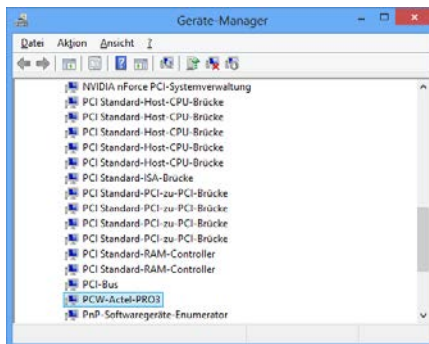 Geräte-Manager
Datei Aktion Ansicht ?
NVIDIA nForce PCI-Systemverwaltung
PCI Standard-Host-CPU-Brücke
PCI Standard-Host-CPU-Brücke
PCI Standard-Host-CPU-Brücke
PCI Standard-Host-CPU-Brücke
PCI Standard-Host-CPU-Brücke
PCI Standard-ISA-Brücke
PCI Standard-PCI-zu-PCI-Brücke
PCI Standard-PCI-zu-PCI-Brücke
PCI Standard-PCI-zu-PCI-Brücke
PCI Standard-PCI-zu-PCI-Brücke
PCI Standard-RAM-Controller
PCI Standard-RAM-Controller
PCI-Bus
PCW-Actel-PRO3
PnP-Softwaregeräte-Enumerator